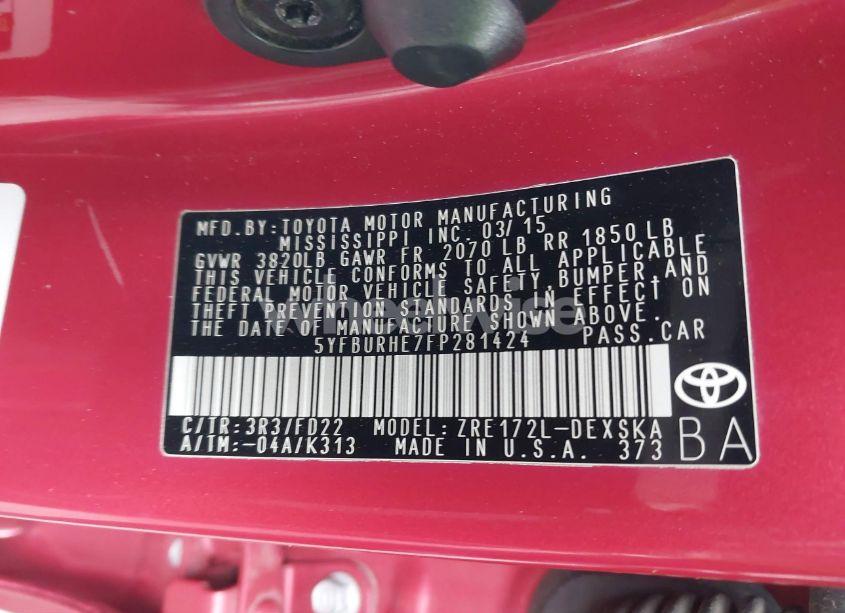 MFD.BY:TOYOTA MOTOR MANUFACTURING
MISSISSIPPI INC. 03/15
GVWR 3820LB GAWR FR 2070 LB RR 1850LB
THIS VEHICLE CONFORMS TO ALL APPLICABLE
FEDERAL MOTOR VEHICLE SAFETY,BUMPER,AND
THEFT PREVENTION STANDARDS IN EFFECT ON
THE DATE OF MANUFACTURE SHOWN ABOVE.
5YFBURHE7FP281424 PASS.CAR
C/TR:3R3/FD22 MODEL: ZRE172L-DEXSKA
A/TM:-04A/K313 MADE IN U.S.A. 373
BA